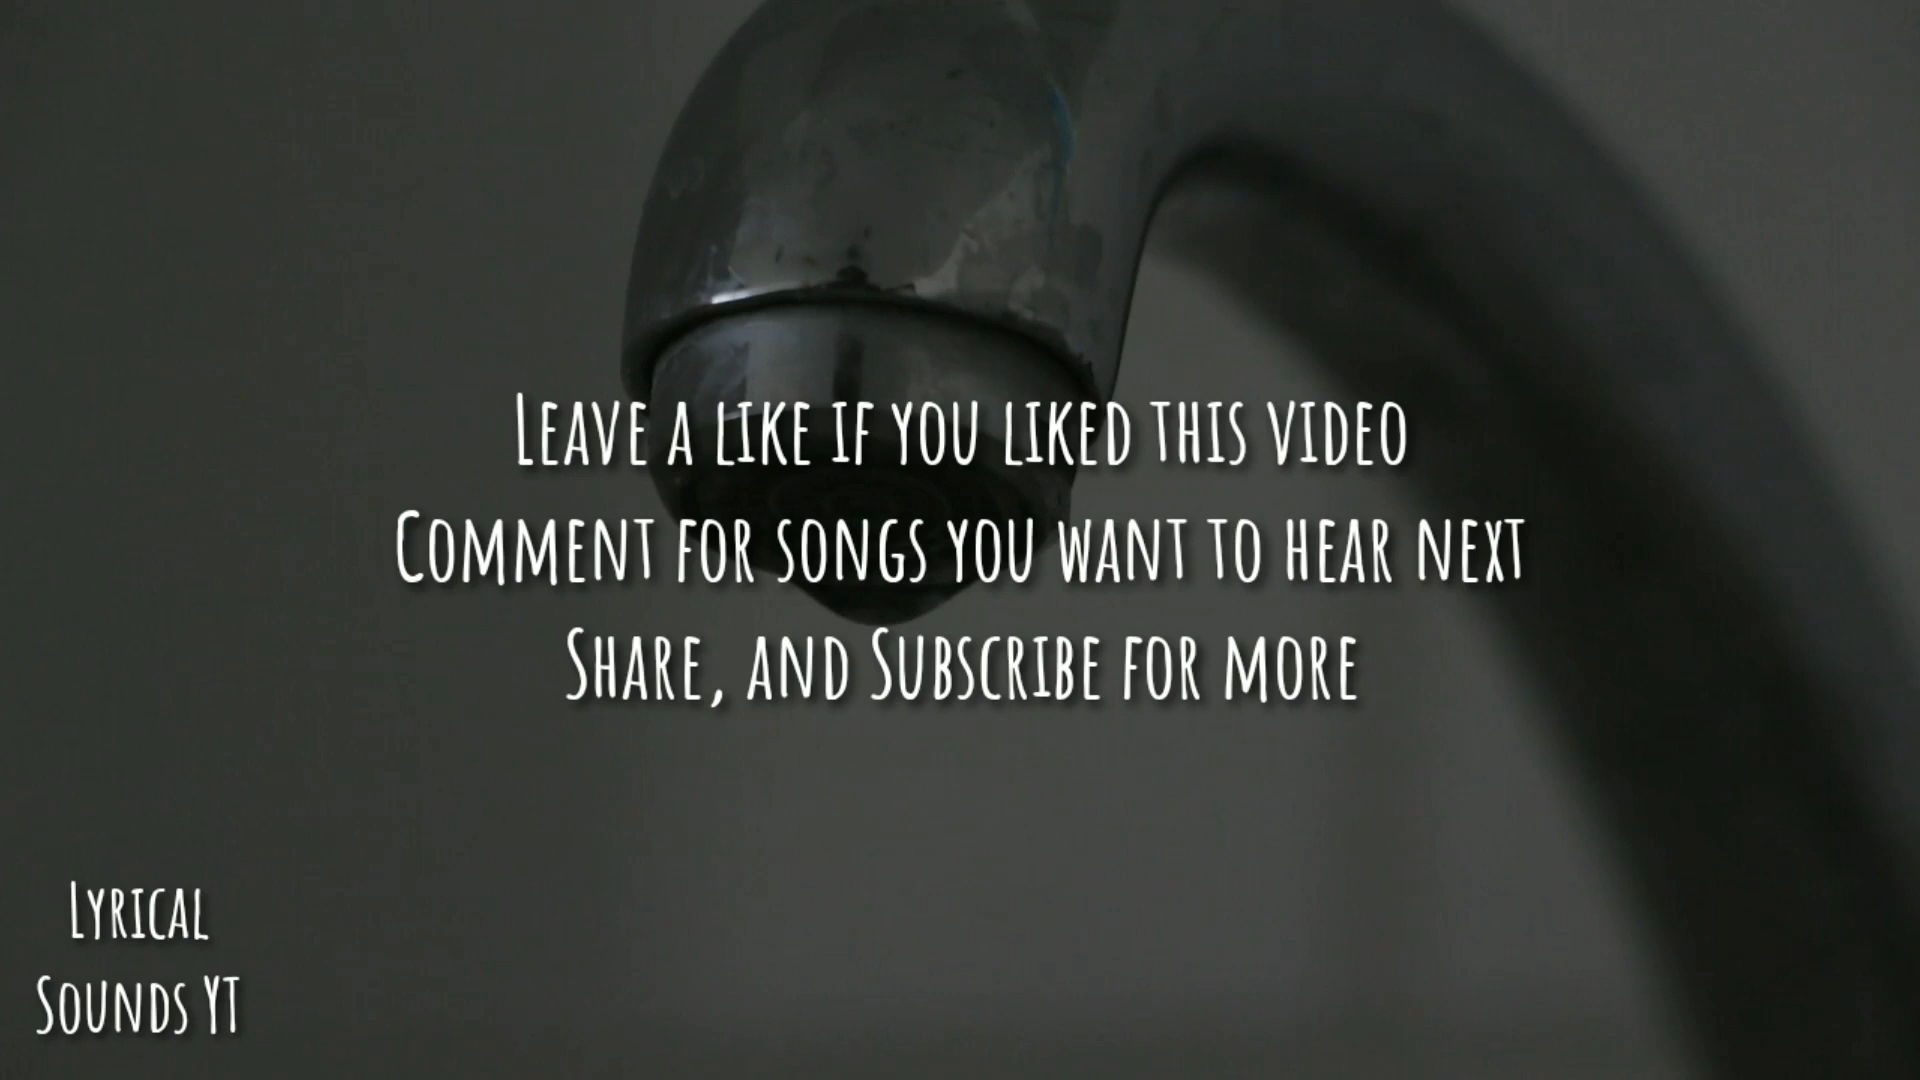 Leave a like if you liked this video
Comment for songs you want to hear next
Share, and Subscribe for more
Lyrical
Sounds YT